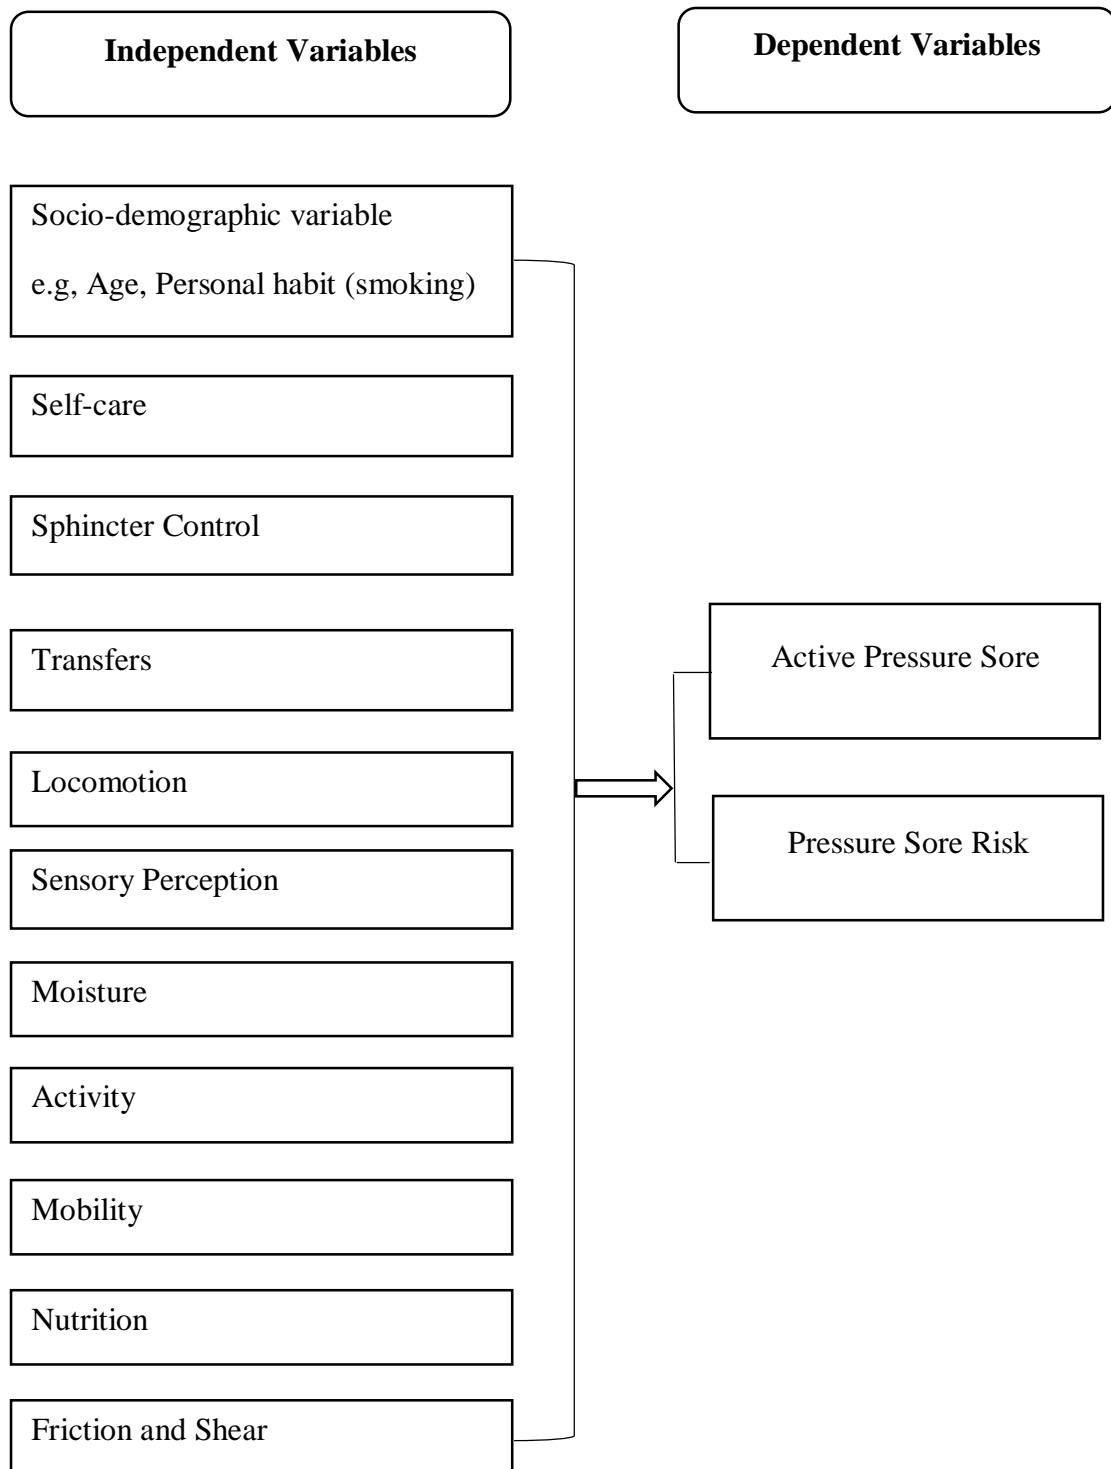 Independent Variables
Dependent Variables
Socio-demographic variable
e.g, Age, Personal habit (smoking)
Self-care
Sphincter Control
Transfers
Locomotion
Sensory Perception
Moisture
Activity
Mobility
Nutrition
Friction and Shear
Active Pressure Sore
Pressure Sore Risk